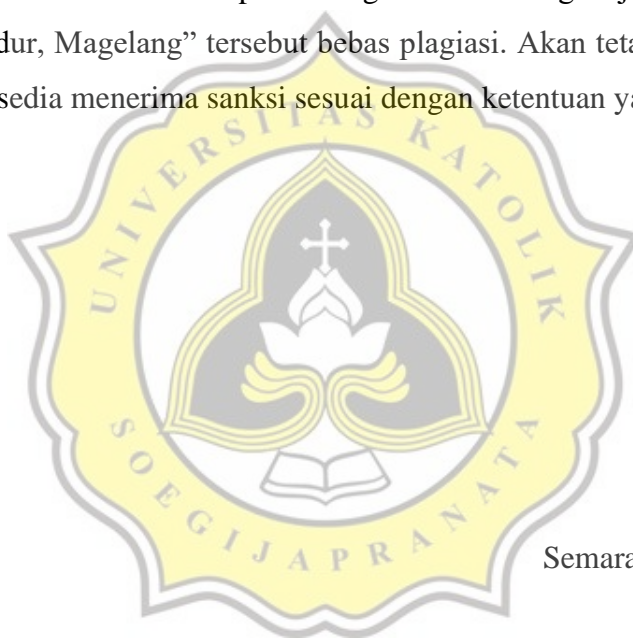 dur, Magelang” tersebut bebas plagiasi. Akan teta
sedia menerima sanksi sesuai dengan ketentuan ya
UNIVERSITAS KATOLIK
SOEGIJAPRANATA
Semara